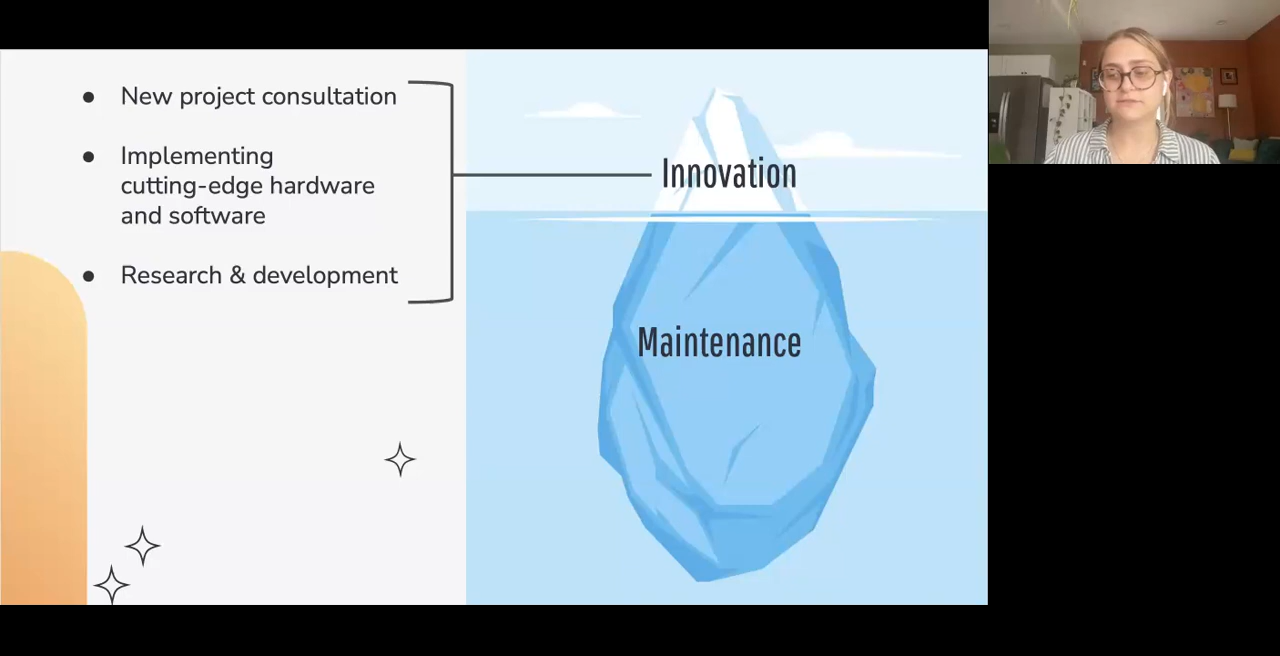 New project consultation
Implementing
cutting-edge hardware
and software
Research & development
Innovation
Maintenance